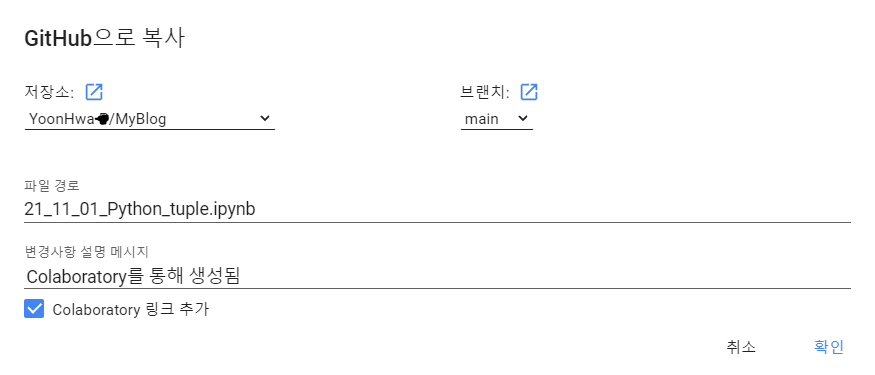 GitHub으로 복사
저장소:
브랜치:
YoonHwa /MyBlog
main
파일 경로
21_11_01_Python_tuple.ipynb
변경사항 설명 메시지
Colaboratory를 통해 생성됨
Colaboratory 링크 추가
취소
확인